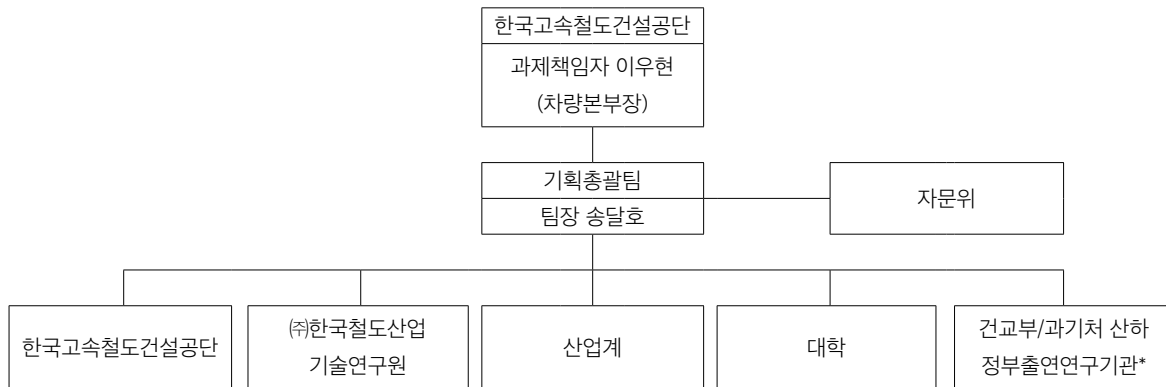 한국고속철도건설공단
과제책임자 이우현
(차량본부장)
기획총괄팀
팀장 송달호
자문위
한국고속철도건설공단
㈜한국철도산업
기술연구원
산업계
대학
건교부/과기처 산하
정부출연연구기관*